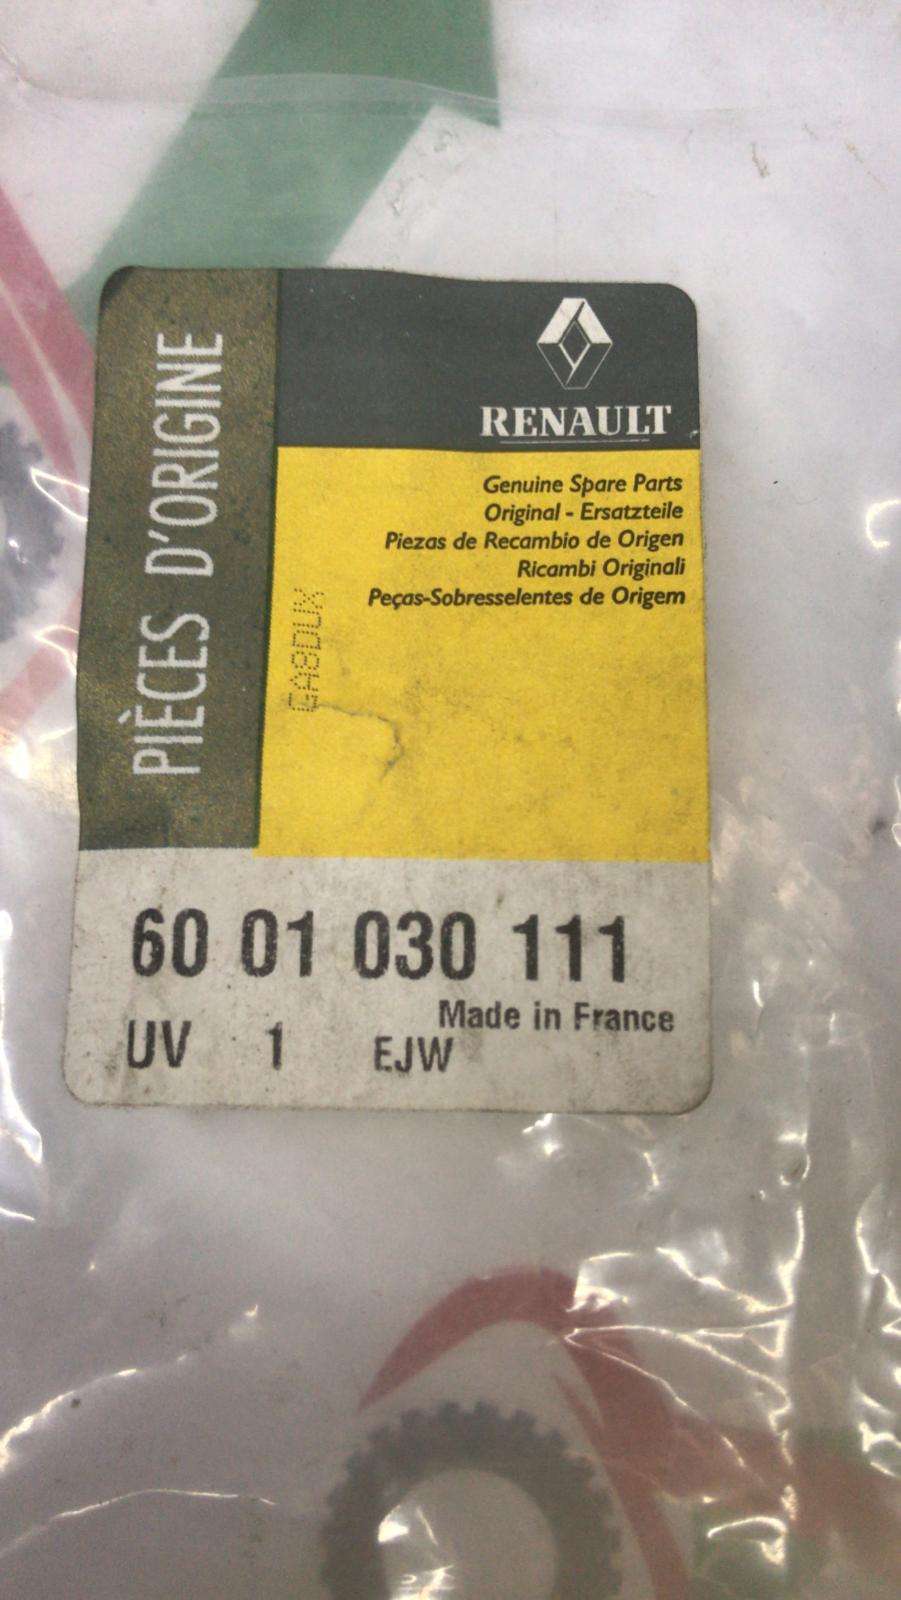 PIÈCES D'ORIGINE
RENAULT
Genuine Spare Parts
Original - Ersatzteile
Piezas de Recambio de Origen
Ricambi Originali
Peças-Sobresselentes de Origem
60 01 030 111
Made in France
UV 1 EJW